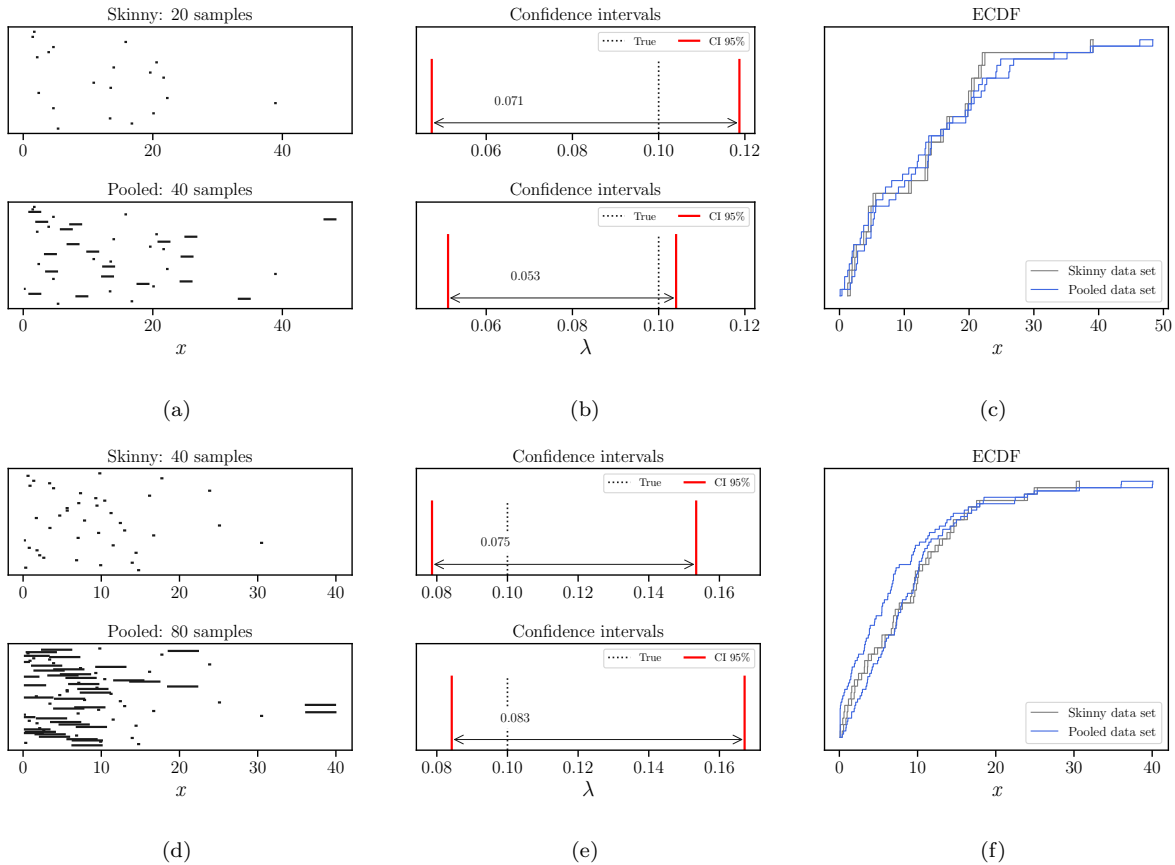 Skinny: 20 samples
0 20 40
Pooled: 40 samples
0 20 40
x
(a)
Confidence intervals
True CI 95%
0.071
0.06 0.08 0.10 0.12
Confidence intervals
True CI 95%
0.053
0.06 0.08 0.10 0.12
λ
(b)
ECDF
Skinny data set
Pooled data set
0 10 20 30 40 50
x
(c)
Skinny: 40 samples
0 10 20 30 40
Pooled: 80 samples
0 10 20 30 40
x
(d)
Confidence intervals
True CI 95%
0.075
0.08 0.10 0.12 0.14 0.16
Confidence intervals
True CI 95%
0.083
0.08 0.10 0.12 0.14 0.16
λ
(e)
ECDF
Skinny data set
Pooled data set
0 10 20 30 40
x
(f)